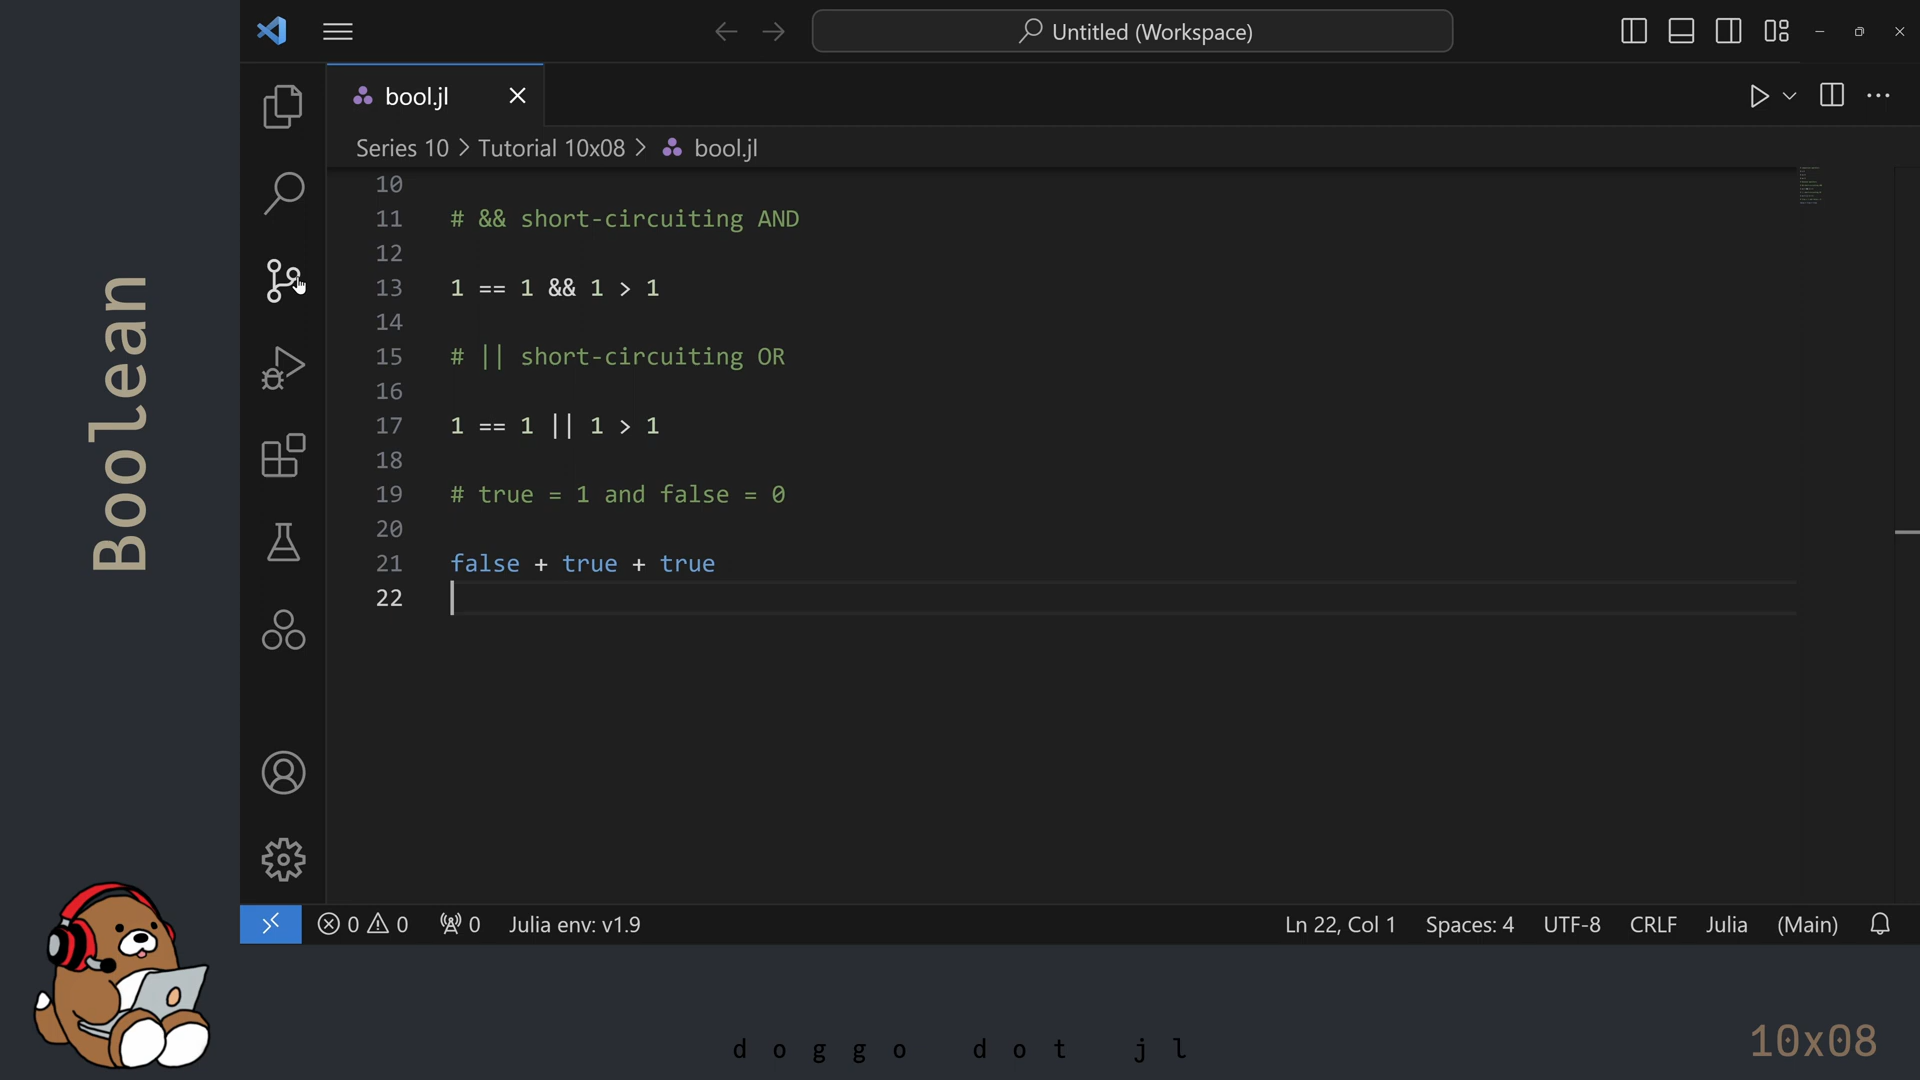 Boolean
Untitled (Workspace)
bool.jl
Series 10 > Tutorial 10x08 > bool.jl
10
11 # && short-circuiting AND
12
13 1 == 1 && 1 > 1
14
15 # || short-circuiting OR
16
17 1 == 1 || 1 > 1
18
19 # true = 1 and false = 0
20
21 false + true + true
22
0 0 0 Julia env: v1.9 Ln 22, Col 1 Spaces: 4 UTF-8 CRLF Julia (Main)
doggo dot jl
10x08